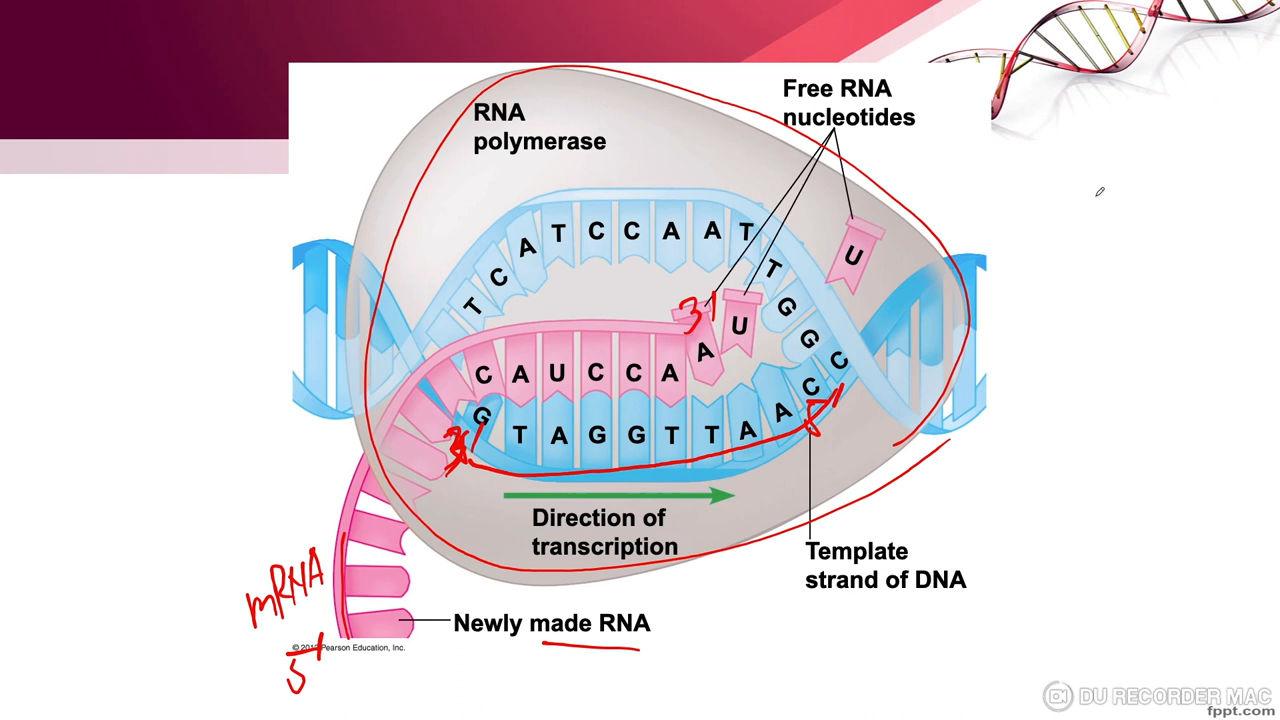 Free RNA
nucleotides
RNA
polymerase
T C A T C C A A T T G G C
U
3'
U
A
C A U C C A
G T A G G T T A A C C
3'
5'
Direction of
transcription
Template
strand of DNA
mRNA
Newly made RNA
5'
© 2012 Pearson Education, Inc.
DU RECORDER MAC
fppt.com